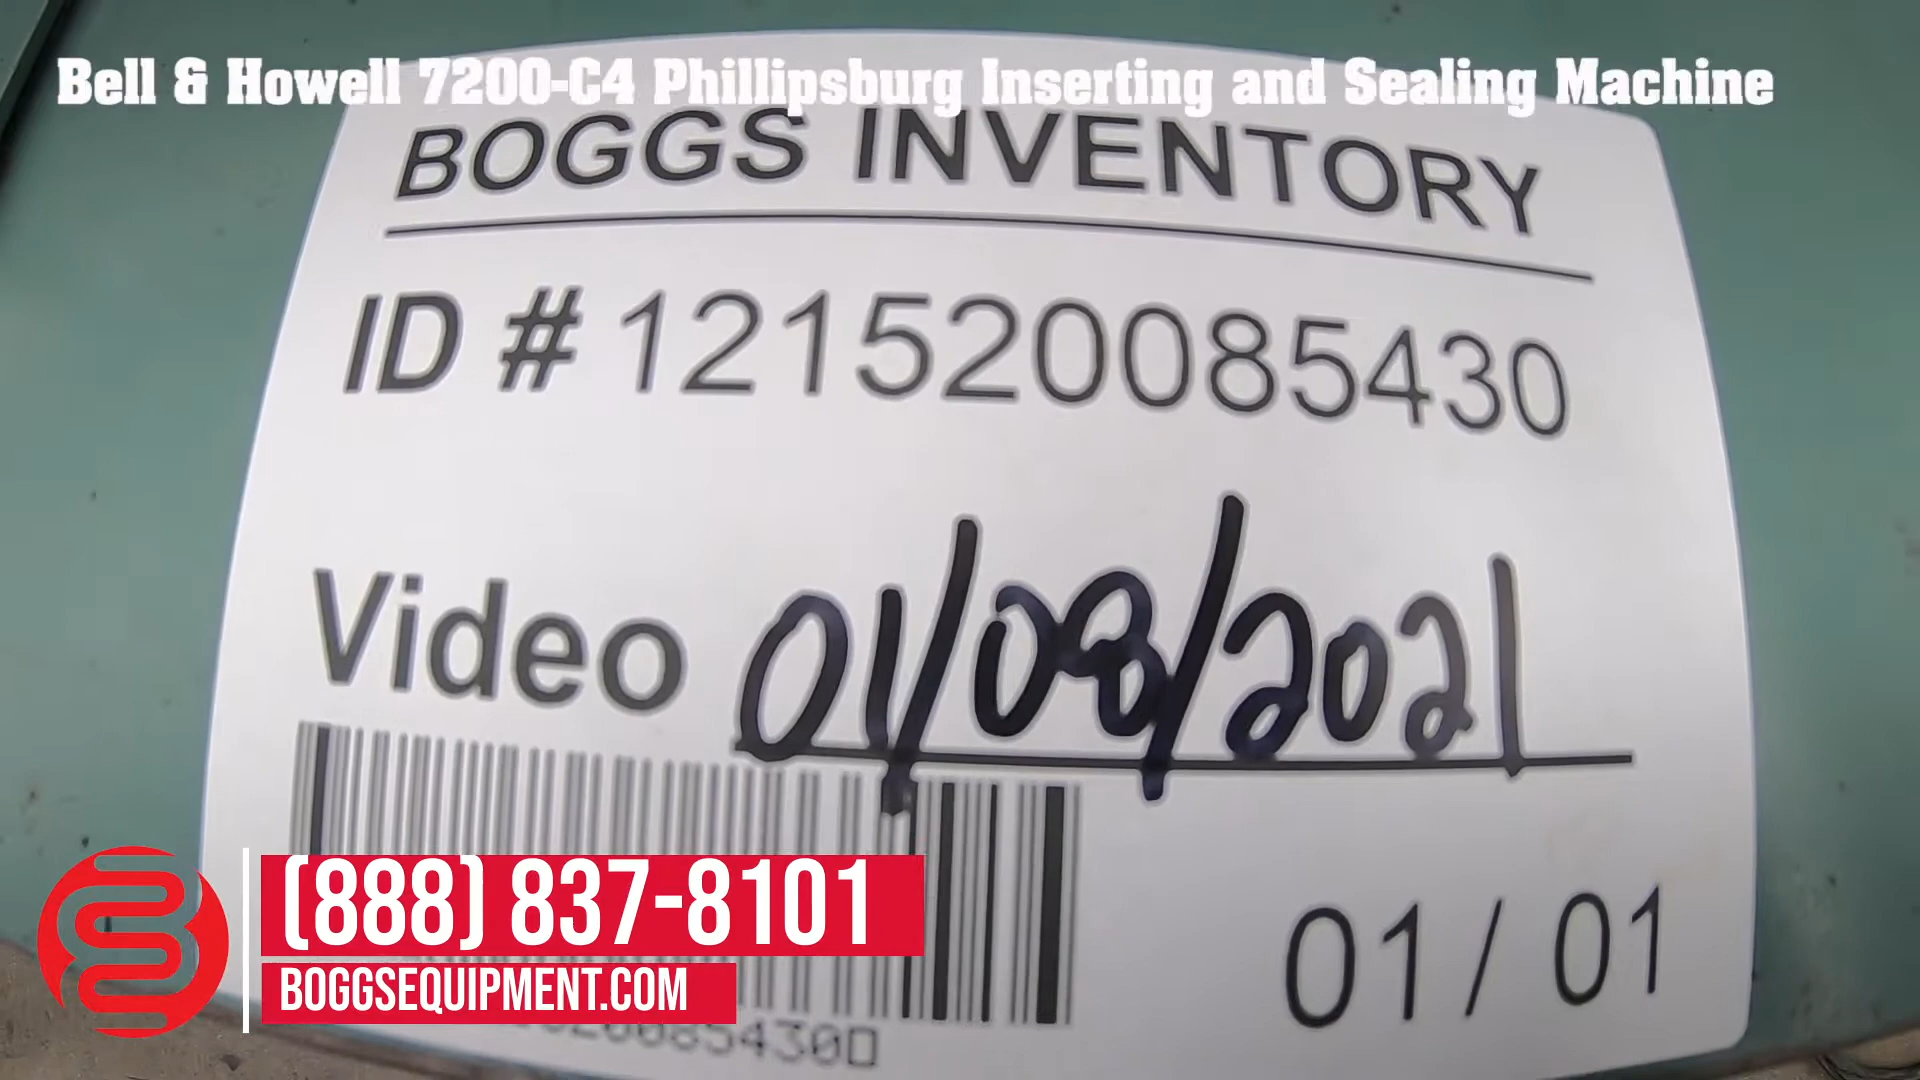 Bell & Howell 7200-C4 Phillipsburg Inserting and Sealing Machine
BOGGS INVENTORY
ID # 121520085430
Video 01/08/2021
(888) 837-8101
BOGGSEQUIPMENT.COM
01 / 01